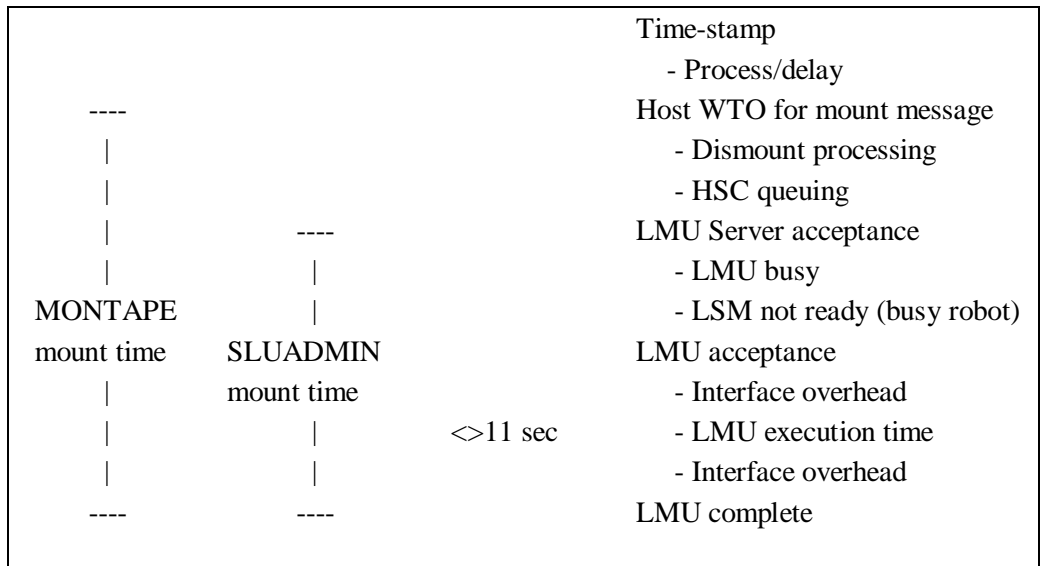 Time-stamp
- Process/delay
---- Host WTO for mount message
| - Dismount processing
| - HSC queuing
| ---- LMU Server acceptance
| | - LMU busy
MONTAPE | - LSM not ready (busy robot)
mount time SLUADMIN LMU acceptance
| mount time - Interface overhead
| | <>11 sec - LMU execution time
| | - Interface overhead
---- ---- LMU complete